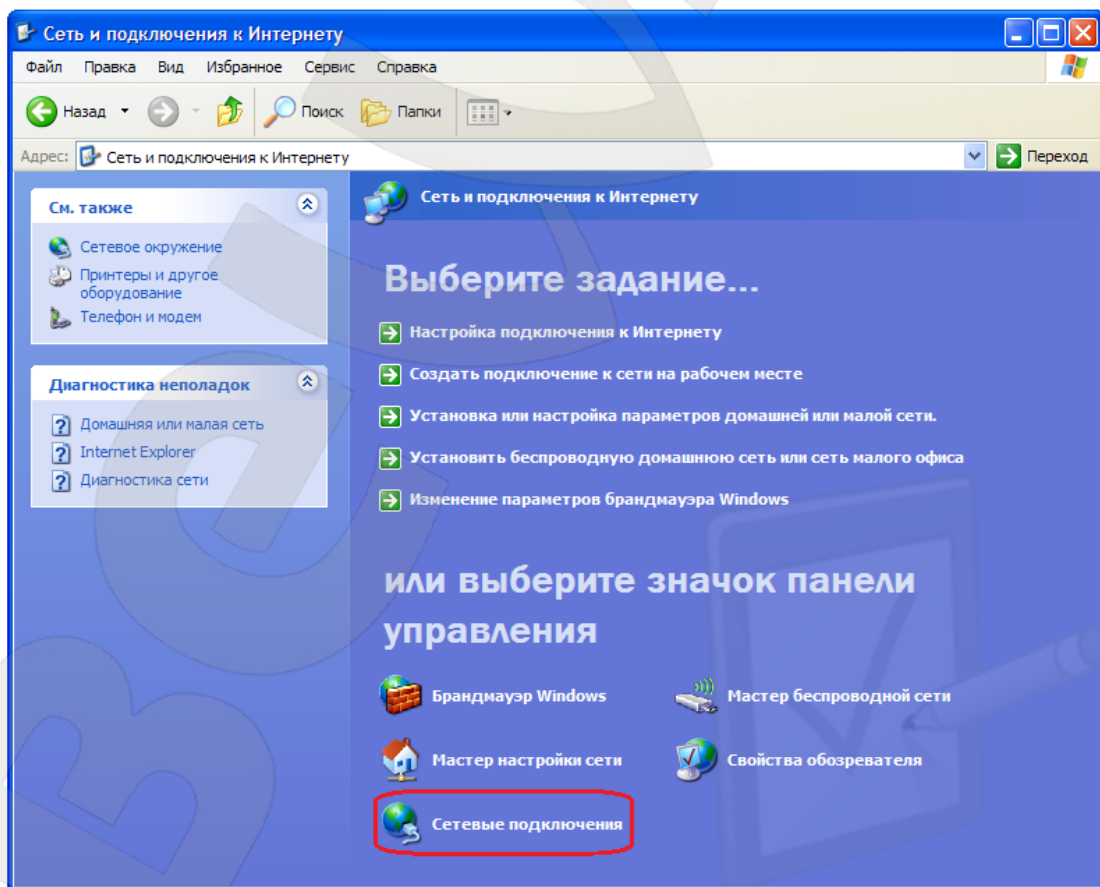 Сеть и подключения к Интернету
Файл Правка Вид Избранное Сервис Справка
Назад Поиск Папки
Адрес: Сеть и подключения к Интернету Переход
См. также
Сетевое окружение
Принтеры и другое
оборудование
Телефон и модем
Диагностика неполадок
Домашняя или малая сеть
Internet Explorer
Диагностика сети
Сеть и подключения к Интернету
Выберите задание...
Настройка подключения к Интернету
Создать подключение к сети на рабочем месте
Установка или настройка параметров домашней или малой сети.
Установить беспроводную домашнюю сеть или сеть малого офиса
Изменение параметров брандмауэра Windows
или выберите значок панели
управления
Брандмауэр Windows Мастер беспроводной сети
Мастер настройки сети Свойства обозревателя
Сетевые подключения